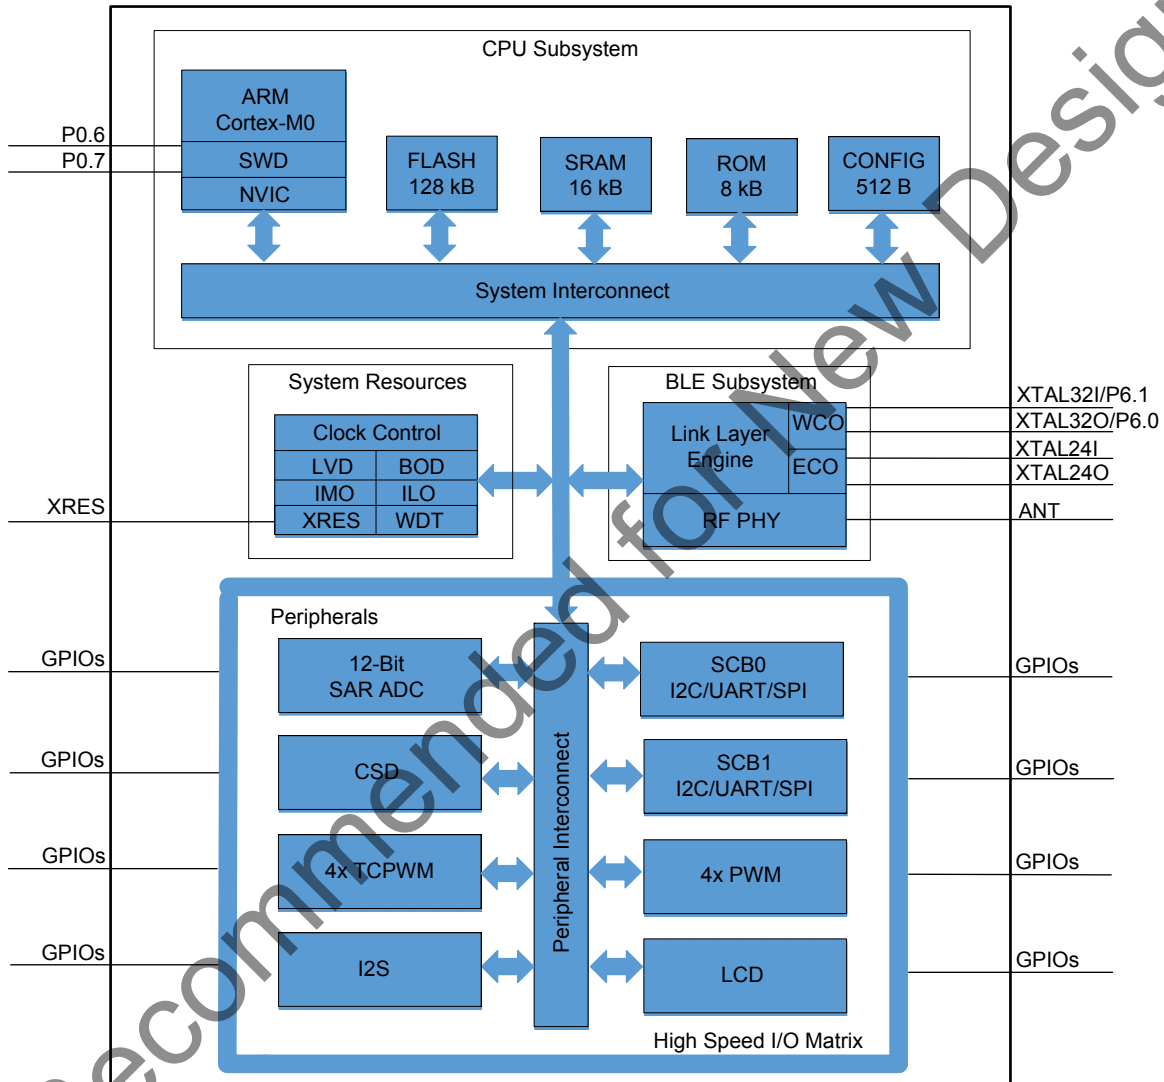 CPU Subsystem
ARM
Cortex-M0
SWD
NVIC
P0.6
P0.7
FLASH
128 kB
SRAM
16 kB
ROM
8 kB
CONFIG
512 B
System Interconnect
System Resources
Clock Control
LVD
BOD
IMO
ILO
XRES
WDT
XRES
BLE Subsystem
Link Layer
Engine
WCO
ECO
RF PHY
XTAL32I/P6.1
XTAL32O/P6.0
XTAL24I
XTAL24O
ANT
Peripherals
12-Bit
SAR ADC
CSD
4x TCPWM
I2S
Peripheral Interconnect
SCB0
I2C/UART/SPI
SCB1
I2C/UART/SPI
4x PWM
LCD
High Speed I/O Matrix
GPIOs
GPIOs
GPIOs
GPIOs
GPIOs
GPIOs
GPIOs
GPIOs
ecommended for New Desig